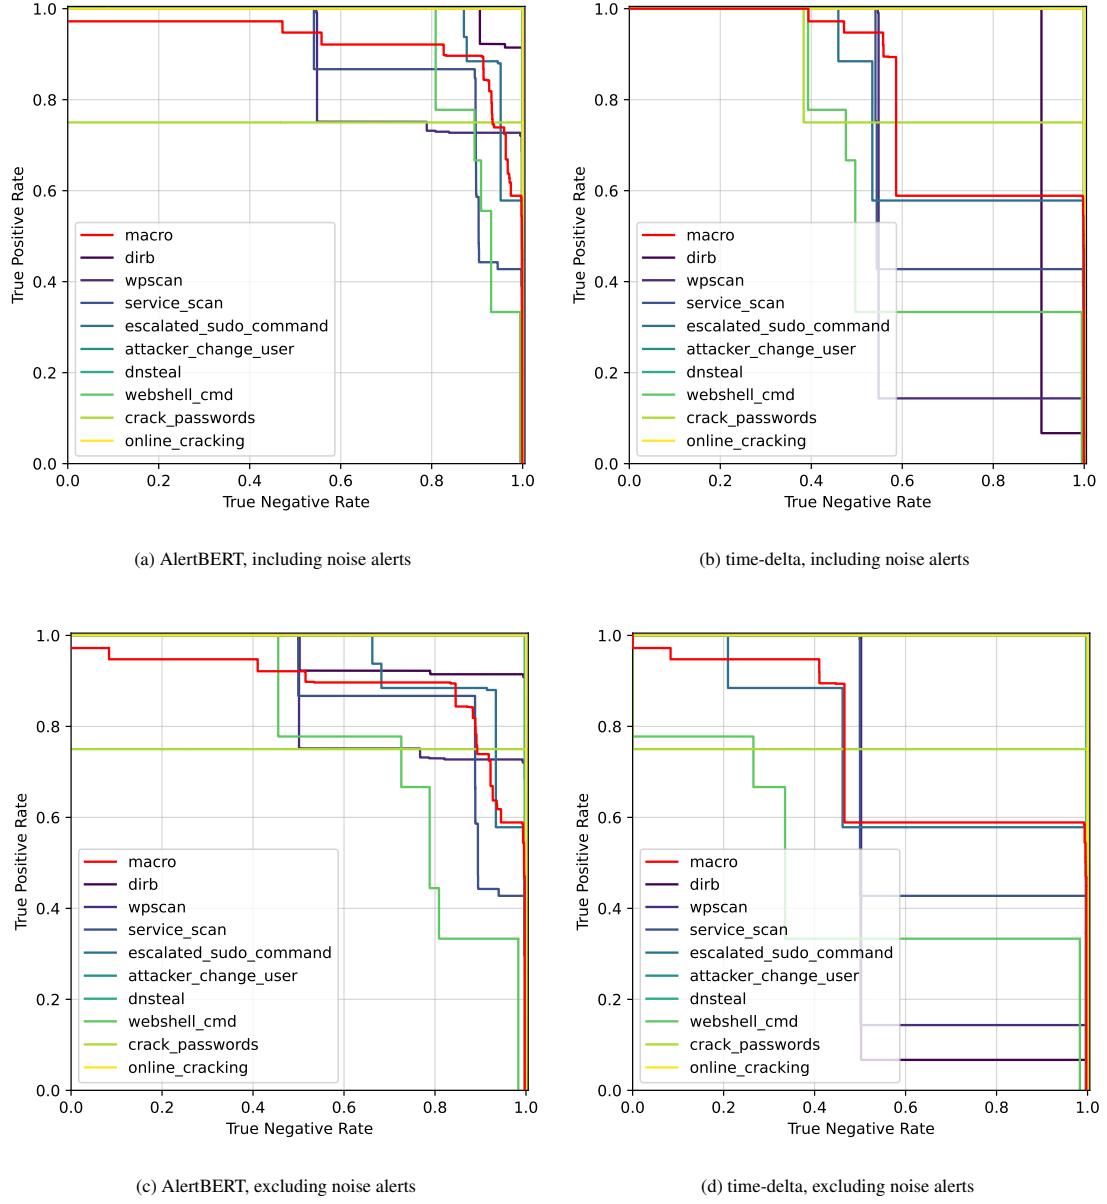 1.0
0.8
0.6
0.4
0.2
0.0
True Positive Rate
macro
dirb
wpscan
service_scan
escalated_sudo_command
attacker_change_user
dnsteal
webshell_cmd
crack_passwords
online_cracking
0.0 0.2 0.4 0.6 0.8 1.0
True Negative Rate
(a) AlertBERT, including noise alerts
1.0
0.8
0.6
0.4
0.2
0.0
True Positive Rate
macro
dirb
wpscan
service_scan
escalated_sudo_command
attacker_change_user
dnsteal
webshell_cmd
crack_passwords
online_cracking
0.0 0.2 0.4 0.6 0.8 1.0
True Negative Rate
(b) time-delta, including noise alerts
1.0
0.8
0.6
0.4
0.2
0.0
True Positive Rate
macro
dirb
wpscan
service_scan
escalated_sudo_command
attacker_change_user
dnsteal
webshell_cmd
crack_passwords
online_cracking
0.0 0.2 0.4 0.6 0.8 1.0
True Negative Rate
(c) AlertBERT, excluding noise alerts
1.0
0.8
0.6
0.4
0.2
0.0
True Positive Rate
macro
dirb
wpscan
service_scan
escalated_sudo_command
attacker_change_user
dnsteal
webshell_cmd
crack_passwords
online_cracking
0.0 0.2 0.4 0.6 0.8 1.0
True Negative Rate
(d) time-delta, excluding noise alerts